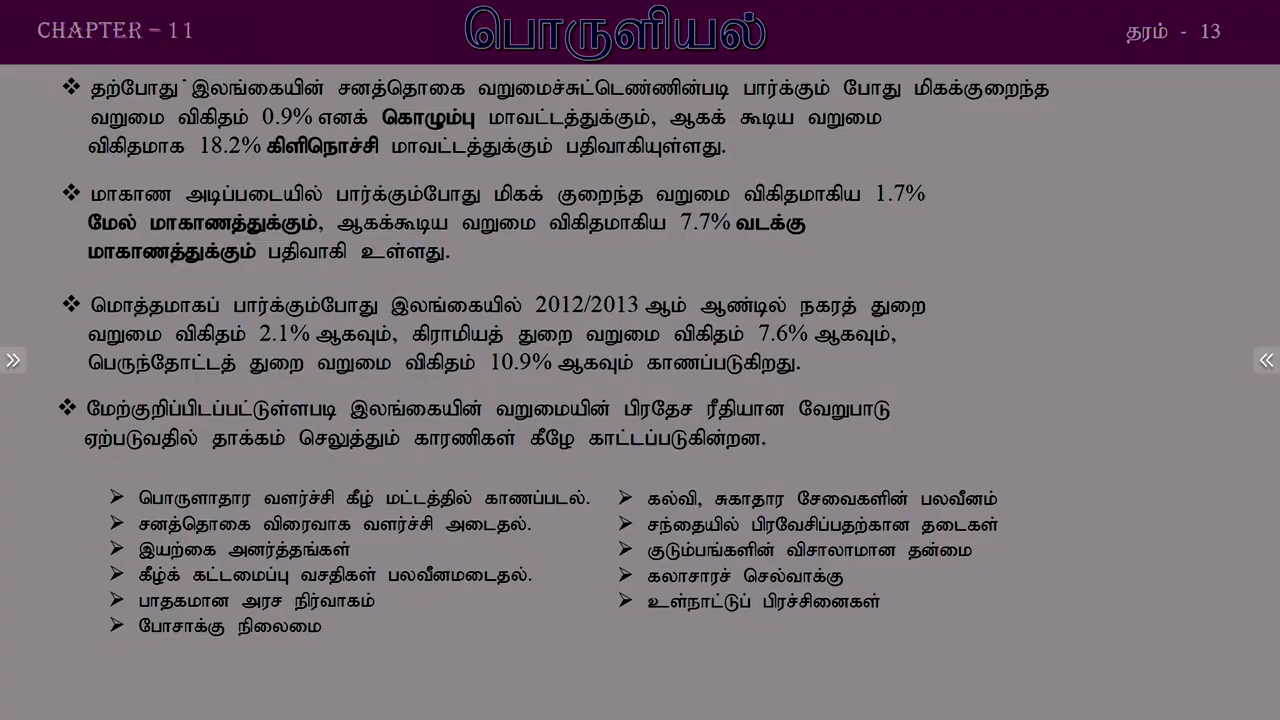 CHAPTER – 11
பொருளியல்
தரம் - 13
❖ தற்போது இலங்கையின் சனத்தொகை வறுமைச்சுட்டெண்ணின்படி பார்க்கும் போது மிகக்குறைந்த
வறுமை விகிதம் 0.9% எனக் கொழும்பு மாவட்டத்துக்கும், ஆகக் கூடிய வறுமை
விகிதமாக 18.2% கிளிநொச்சி மாவட்டத்துக்கும் பதிவாகியுள்ளது.
❖ மாகாண அடிப்படையில் பார்க்கும்போது மிகக் குறைந்த வறுமை விகிதமாகிய 1.7%
மேல் மாகாணத்துக்கும், ஆகக்கூடிய வறுமை விகிதமாகிய 7.7% வடக்கு
மாகாணத்துக்கும் பதிவாகி உள்ளது.
❖ மொத்தமாகப் பார்க்கும்போது இலங்கையில் 2012/2013 ஆம் ஆண்டில் நகரத் துறை
வறுமை விகிதம் 2.1% ஆகவும், கிராமியத் துறை வறுமை விகிதம் 7.6% ஆகவும்,
பெருந்தோட்டத் துறை வறுமை விகிதம் 10.9% ஆகவும் காணப்படுகிறது.
❖ மேற்குறிப்பிடப்பட்டுள்ளபடி இலங்கையின் வறுமையின் பிரதேச ரீதியான வேறுபாடு
ஏற்படுவதில் தாக்கம் செலுத்தும் காரணிகள் கீழே காட்டப்படுகின்றன.
➢ பொருளாதார வளர்ச்சி கீழ் மட்டத்தில் காணப்படல்.
➢ சனத்தொகை விரைவாக வளர்ச்சி அடைதல்.
➢ இயற்கை அனர்த்தங்கள்
➢ கீழ்க் கட்டமைப்பு வசதிகள் பலவீனமடைதல்.
➢ பாதகமான அரச நிர்வாகம்
➢ போசாக்கு நிலைமை
➢ கல்வி, சுகாதார சேவைகளின் பலவீனம்
➢ சந்தையில் பிரவேசிப்பதற்கான தடைகள்
➢ குடும்பங்களின் விசாலாமான தன்மை
➢ கலாசாரச் செல்வாக்கு
➢ உள்நாட்டுப் பிரச்சினைகள்